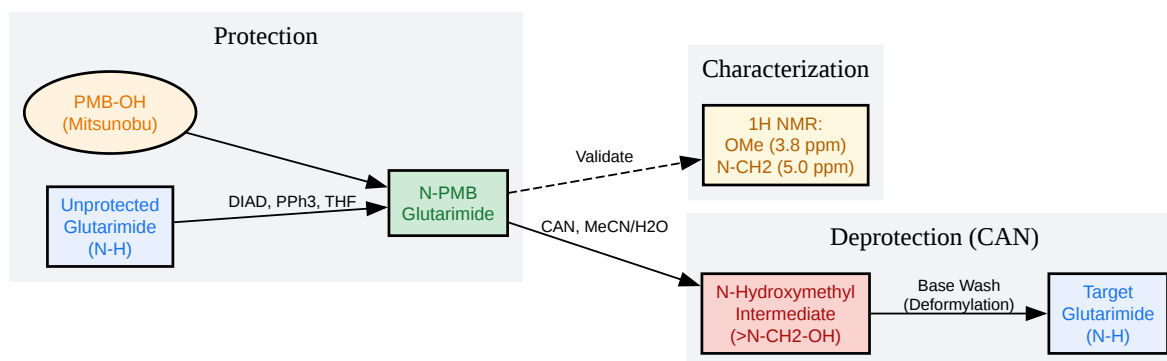 Protection
PMB-OH
(Mitsunobu)
Unprotected
Glutarimide
(N-H)
DIAD, PPh3, THF
N-PMB
Glutarimide
Validate
CAN, MeCN/H2O
Characterization
1H NMR:
OMe (3.8 ppm)
N-CH2 (5.0 ppm)
Deprotection (CAN)
N-Hydroxymethyl
Intermediate
(>N-CH2-OH)
Base Wash
(Deformylation)
Target
Glutarimide
(N-H)